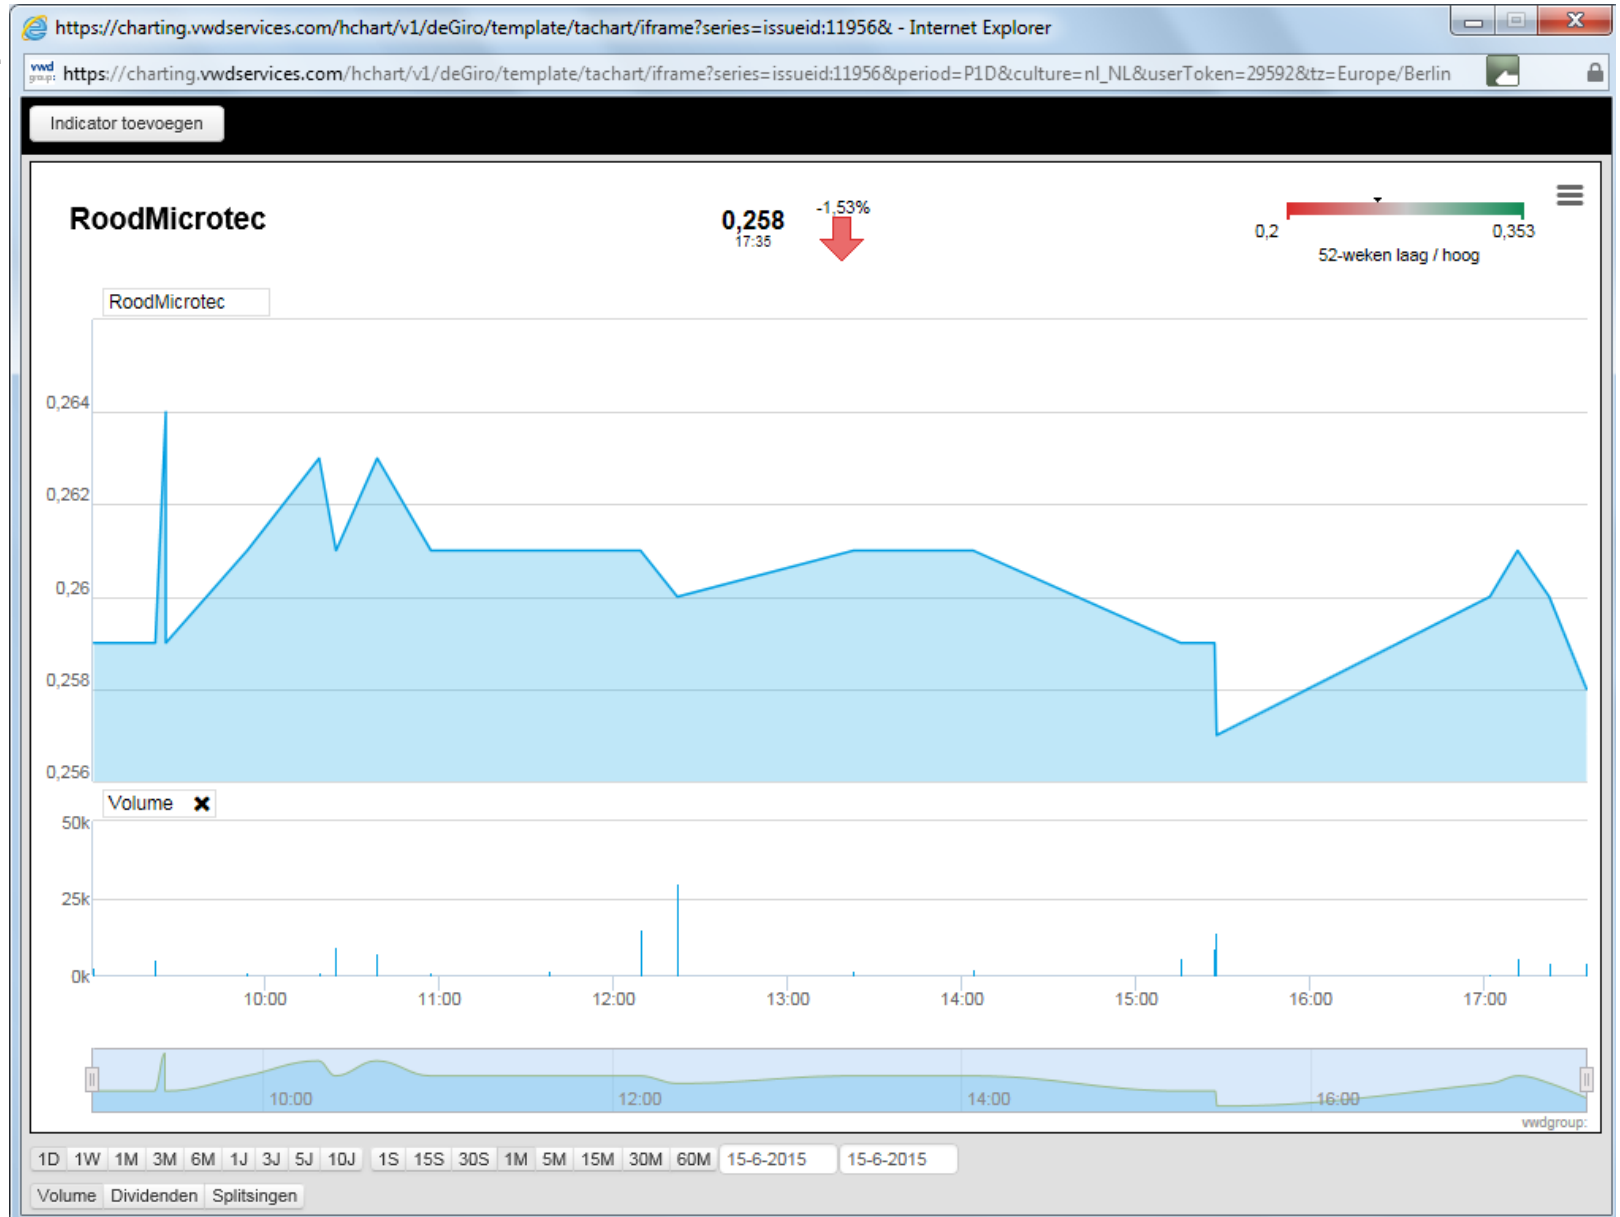 https://charting.vwdservices.com/hchart/v1/deGiro/template/tachart/iframe?series=issueid:11956& - Internet Explorer
vwd group: https://charting.vwdservices.com/hchart/v1/deGiro/template/tachart/iframe?series=issueid:11956&period=P1D&culture=nl_NL&userToken=29592&tz=Europe/Berlin
Indicator toevoegen
RoodMicrotec
0,258
17:35
-1,53%
0,2
0,353
52-weken laag / hoog
RoodMicrotec
0,264
0,262
0,26
0,258
0,256
Volume
50k
25k
0k
10:00 11:00 12:00 13:00 14:00 15:00 16:00 17:00
10:00 12:00 14:00 16:00
vwdgroup:
1D 1W 1M 3M 6M 1J 3J 5J 10J 1S 15S 30S 1M 5M 15M 30M 60M 15-6-2015 15-6-2015
Volume Dividenden Splitsingen